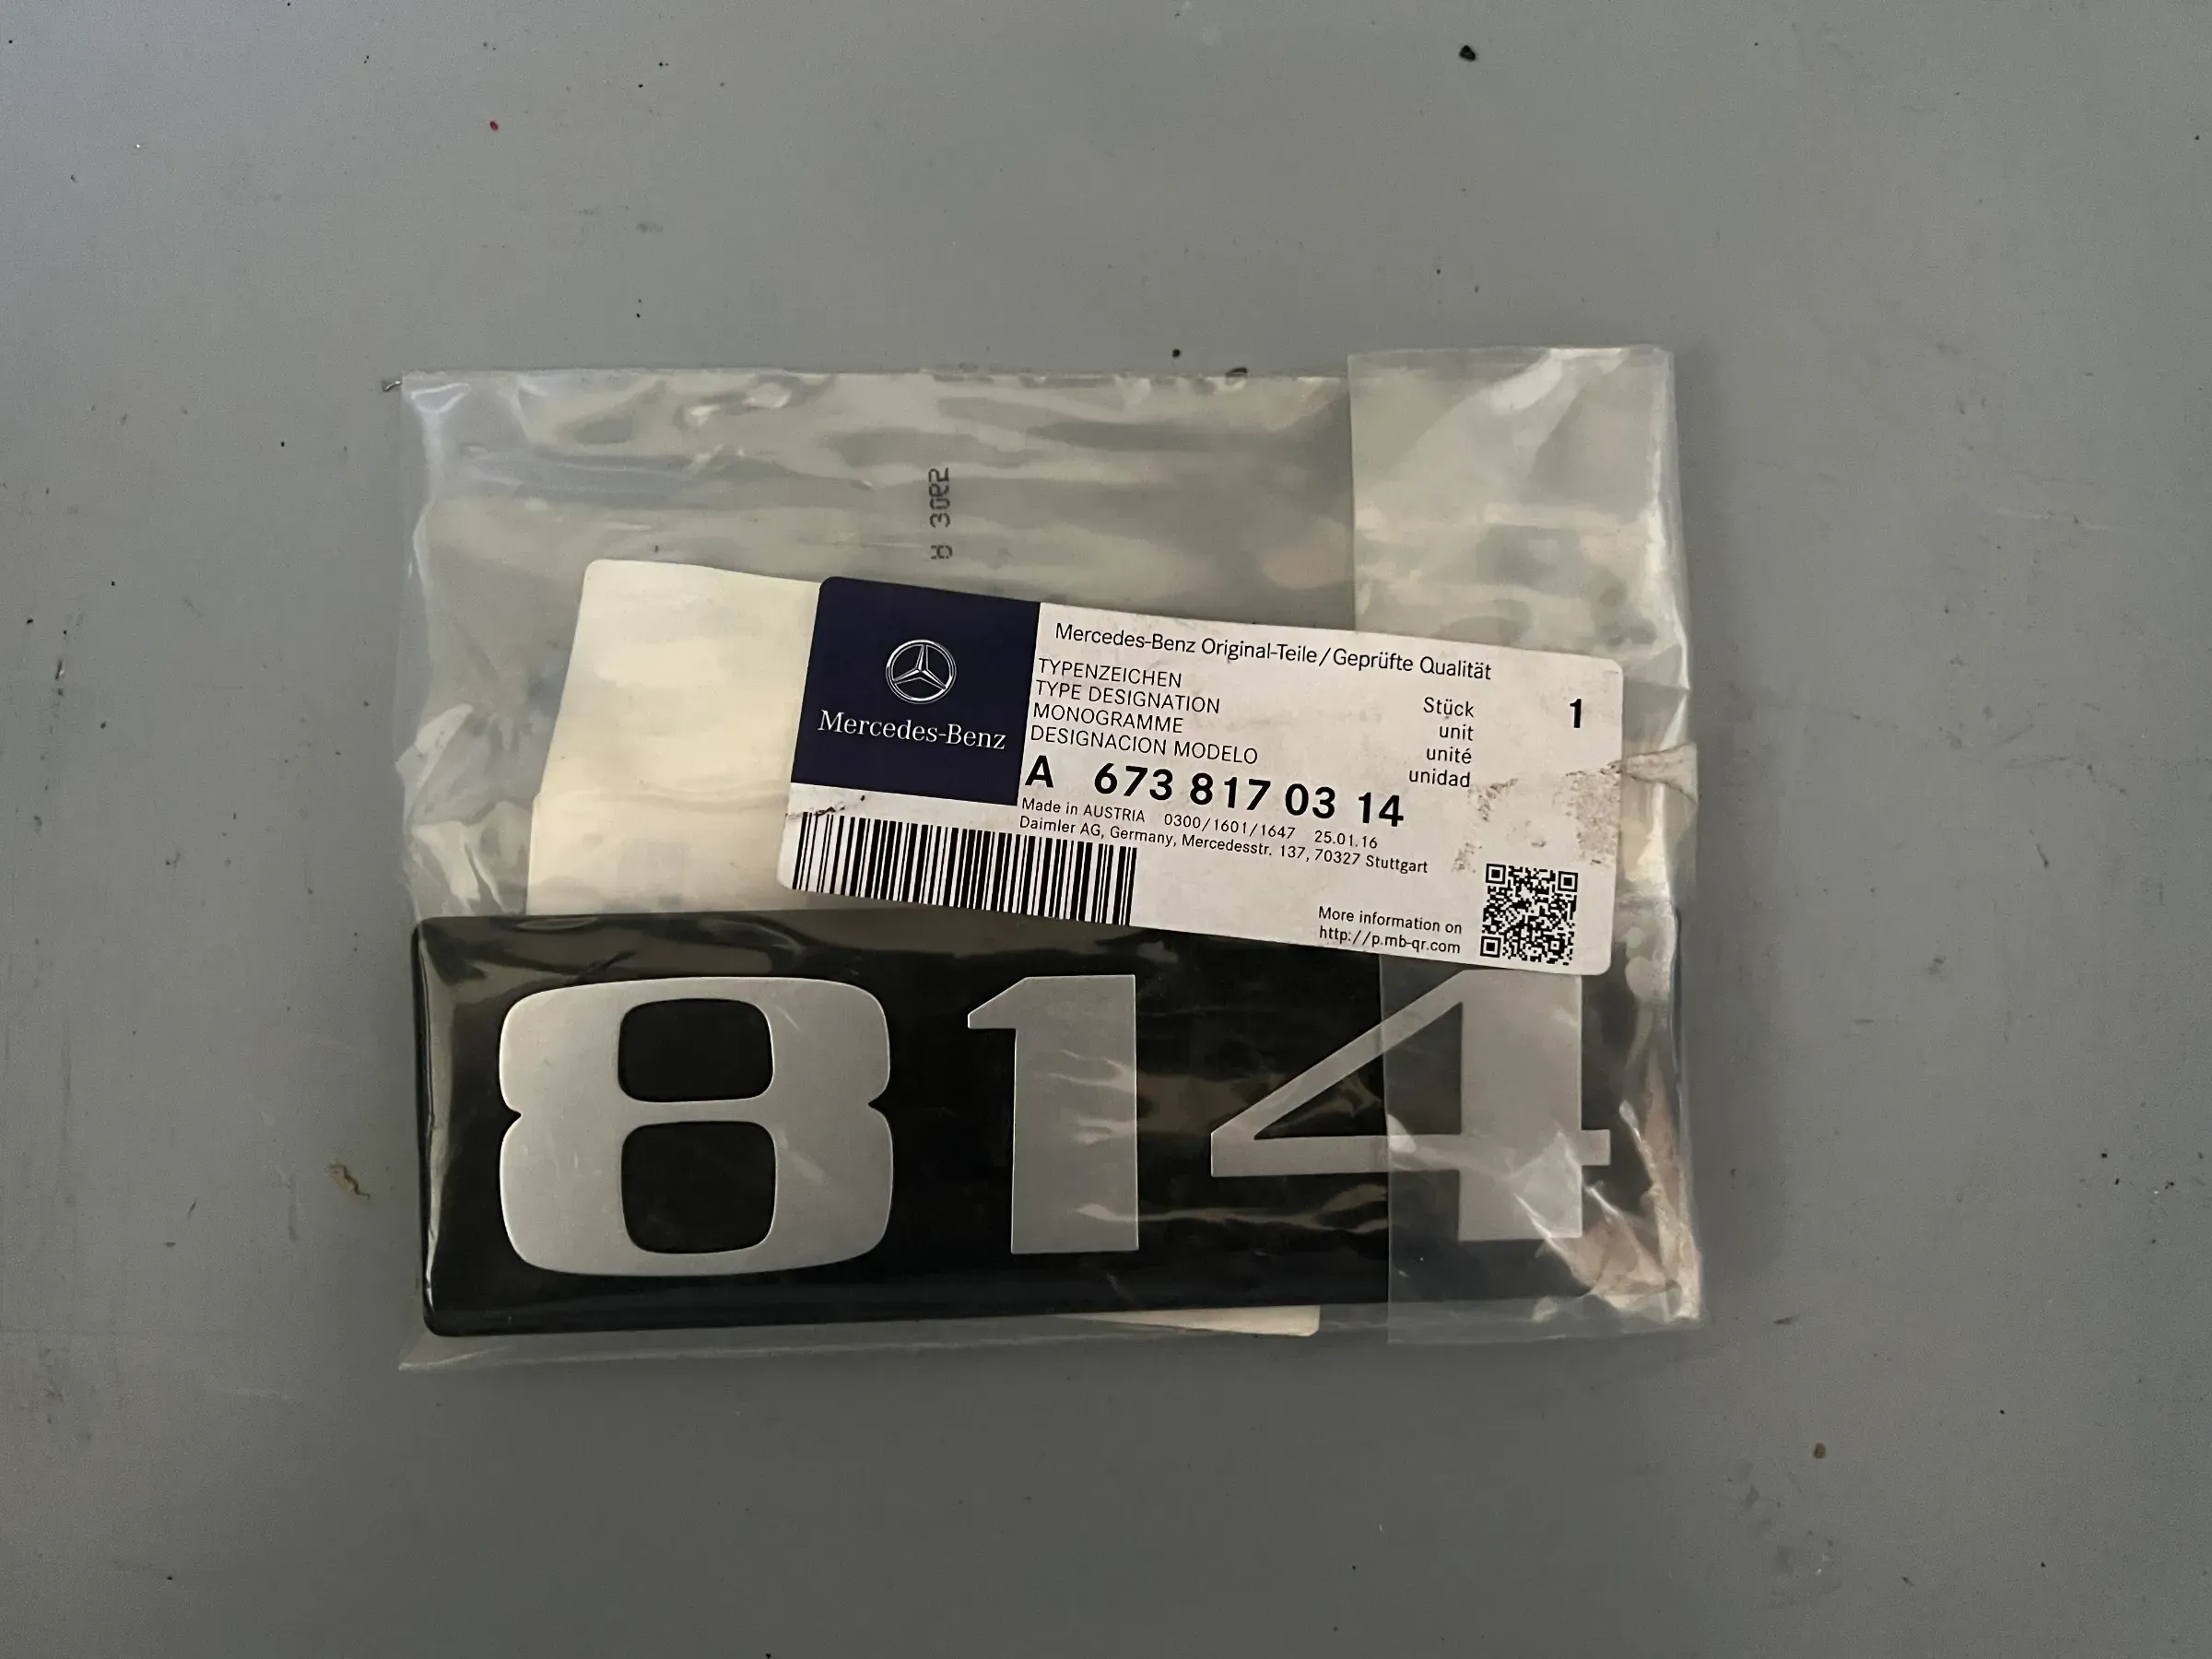 Mercedes-Benz
Mercedes-Benz Original-Teile/Geprüfte Qualität
TYPENZEICHEN
TYPE DESIGNATION
MONOGRAMME
DESIGNACION MODELO
Stück 1
unit
unité
unidad
A 673 817 03 14
Made in AUSTRIA 0300/1601/1647 25.01.16
Daimler AG, Germany, Mercedesstr. 137, 70327 Stuttgart
More information on
http://p.mb-qr.com
814